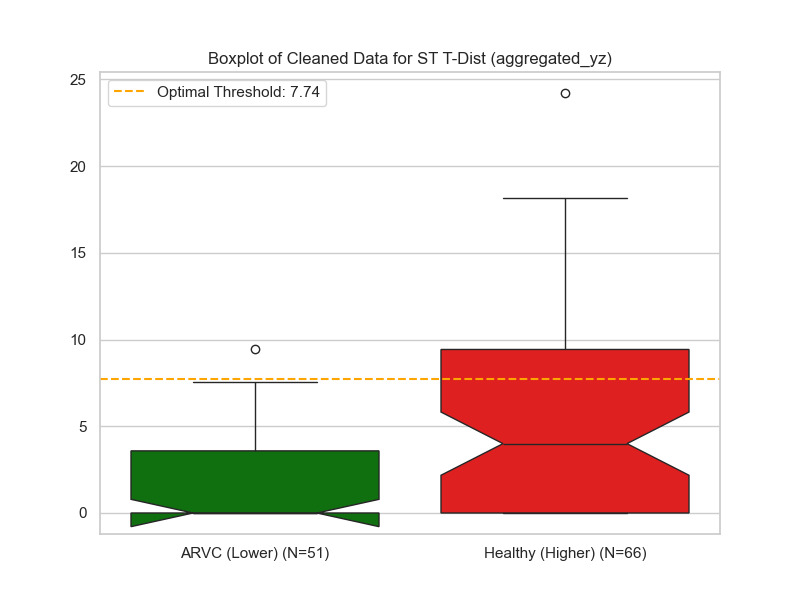 Boxplot of Cleaned Data for ST T-Dist (aggregated_yz)
Optimal Threshold: 7.74
25
20
15
10
5
0
ARVC (Lower) (N=51)
Healthy (Higher) (N=66)